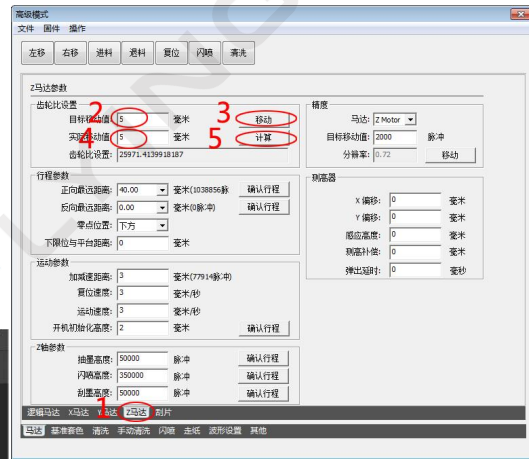 高级模式
文件 固件 操作
左移 右移 进料 退料 复位 闪喷 清洗
Z马达参数
齿轮比设置
目标移动值: 5 毫米 移动
实际移动值: 5 毫米 计算
齿轮比设置: 25971.4139918187
2 3
4 5
精度
马达: Z Motor
目标移动值: 2000 脉冲
分辨率: 0.72 移动
行程参数
正向最远距离: 40.00 毫米(1038856脉 确认行程
反向最远距离: 0.00 毫米(0脉冲) 确认行程
零点位置: 下方
下限位与平台距离: 0 毫米
测高器
X 偏移: 0 毫米
Y 偏移: 0 毫米
感应高度: 0 毫米
测高补偿: 0 毫米
弹出延时: 0 毫秒
运动参数
加减速距离: 3 毫米(77914脉冲)
复位速度: 3 毫米/秒
运动速度: 3 毫米/秒
开机初始化高度: 2 毫米 确认行程
Z轴参数
抽墨高度: 50000 脉冲 确认行程
闪喷高度: 350000 脉冲 确认行程
刮墨高度: 50000 脉冲 确认行程
1
逻辑马达 X马达 Y马达 Z马达 刮片
马达 基准套色 清洗 手动清洗 闪喷 走纸 波形设置 其他